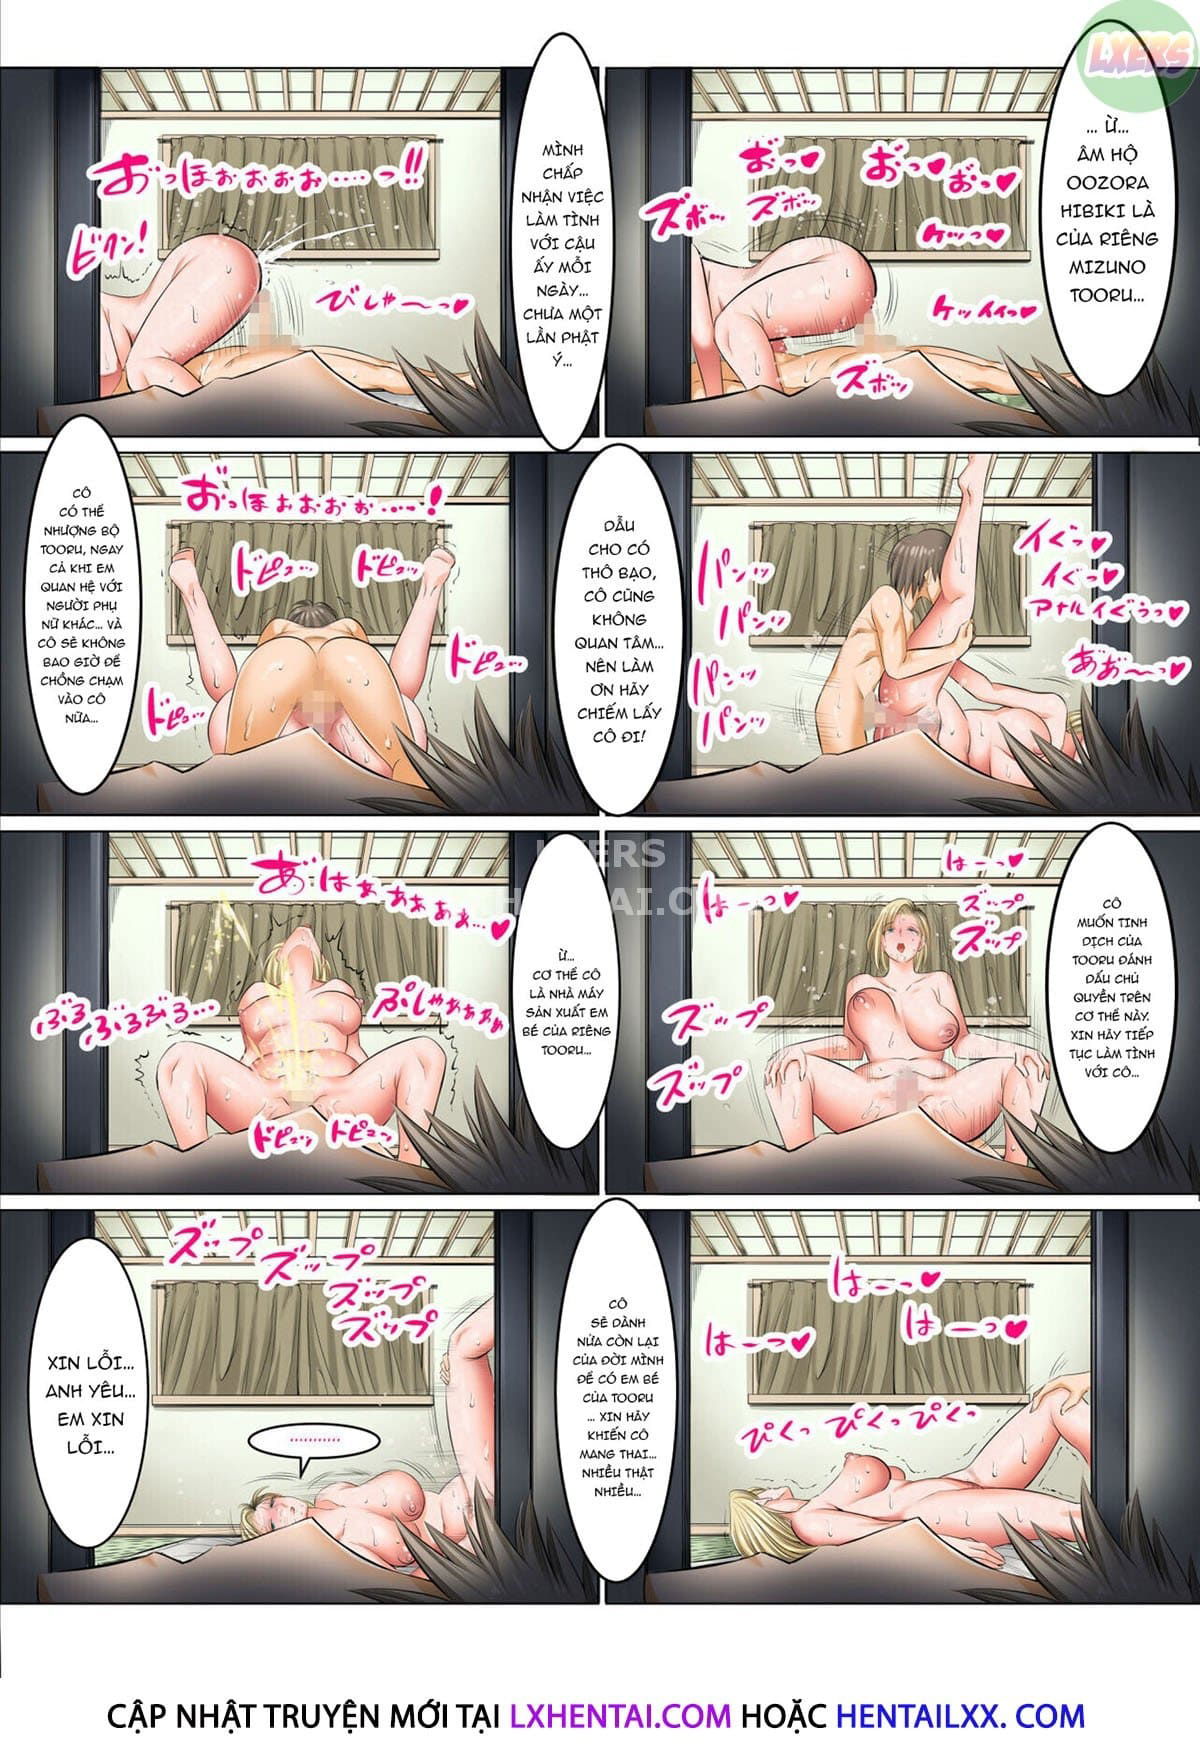 LXERS
... Ừ...
ÂM HỘ
OOZORA
HIBIKI LÀ
CỦA RIÊNG
MIZUNO
TOORU...
おっ♥
おっ♥
おっ♥
ズボッ
ズボッ
ケッっ♥
ケッイイっ♥
ズボッ
MÌNH
CHẤP
NHẬN VIỆC
LÀM TÌNH
VỚI CẬU
ẤY MỖI
NGÀY...
CHƯA MỘT
LẦN PHẬT
Ý...
おっほぉぉぉぉ‥‥っ!!
ビクン!
びしゃ〜っ♥
イくっ♥
イぐっ♥
アナルイぐうっ♥
あぉ〜っ♥
パンッ
パンッ
パンッ
パンッ
DẪU
CHO CÓ
THÔ BẠO,
CÔ CŨNG
KHÔNG
QUAN TÂM...
NÊN LÀM
ƠN HÃY
CHIẾM LẤY
CÔ ĐI!
おっほぉぉぉぉ‥‥!
ドピュッ‥
ドピュッ‥
ドピュッ‥
ドピュッ‥
CÔ
CÓ THỂ
NHƯỢNG BỘ
TOORU, NGAY
CẢ KHI EM
QUAN HỆ VỚI
NGƯỜI PHỤ
NỮ KHÁC... VÀ
CÔ SẼ KHÔNG
BAO GIỜ ĐỂ
CHỒNG CHẠM
VÀO CÔ
NỮA...
CÔ
MUỐN TINH
DỊCH CỦA
TOORU ĐÁNH
DẤU CHỦ
QUYỀN TRÊN
CƠ THỂ NÀY.
XIN HÃY TIẾP
TỤC LÀM TÌNH
VỚI CÔ...
はーっ♥
はーっ♥
ズップ
ズップ
ズップ
ズップ
LXERS
Ừ...
CƠ THỂ CÔ
LÀ NHÀ MÁY
SẢN XUẤT EM
BÉ CỦA RIÊNG
TOORU...
あはぁぁぁぁぁ‥♥
ぶるぶるぶる‥
ぷしゃああああ
ドピュッ ドピュッ
はーっ♥
はーっ♥
はーっ♥
ぴくっぴくっぴくっ
CÔ
SẼ DÀNH
NỬA CÒN LẠI
CỦA ĐỜI MÌNH
ĐỂ CÓ EM BÉ
CỦA TOORU
... XIN HÃY
KHIẾN CÔ
MANG THAI...
NHIỀU THẬT
NHIỀU...
ズップ
ズップ
ズップ
ズップ
...........
XIN LỖI...
ANH YÊU...
EM XIN
LỖI...
CẬP NHẬT TRUYỆN MỚI TẠI LXHENTAI.COM HOẶC HENTAILXX. COM